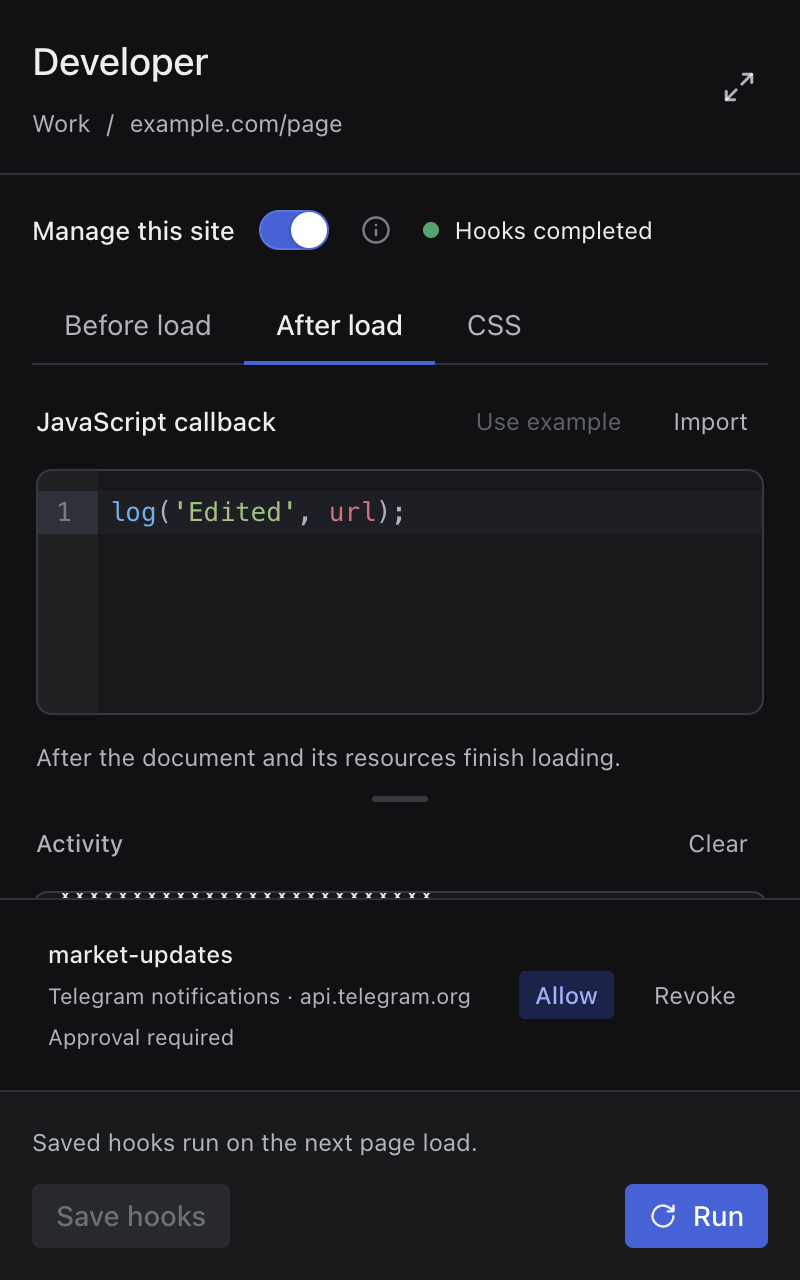 Developer
Work / example.com/page
Manage this site Hooks completed
Before load After load CSS
JavaScript callback Use example Import
1 log('Edited', url);
After the document and its resources finish loading.
Activity Clear
market-updates
Telegram notifications · api.telegram.org
Approval required
Allow Revoke
Saved hooks run on the next page load.
Save hooks Run